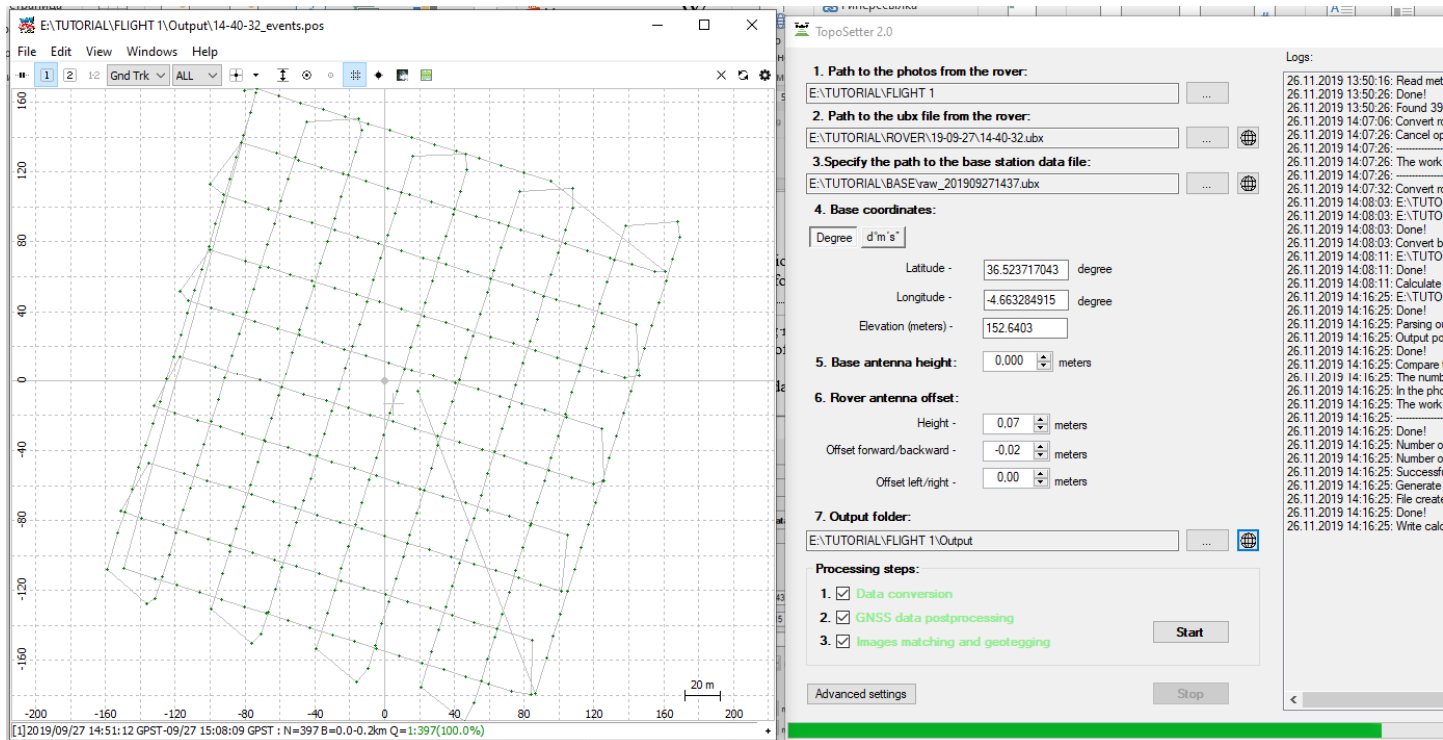 E:\TUTORIAL\FLIGHT 1\Output\14-40-32_events.pos
File Edit View Windows Help
1 2 1-2 Gnd Trk ALL
160
120
80
40
0
-40
-80
-120
-160
-200 -160 -120 -80 -40 0 40 80 120 160 200
20 m
[1]2019/09/27 14:51:12 GPST-09/27 15:08:09 GPST : N=397 B=0.0-0.2km Q=1:397(100.0%)
TopoSetter 2.0
1. Path to the photos from the rover:
E:\TUTORIAL\FLIGHT 1
...
2. Path to the ubx file from the rover:
E:\TUTORIAL\ROVER\19-09-27\14-40-32.ubx
...
3.Specify the path to the base station data file:
E:\TUTORIAL\BASE\raw_201909271437.ubx
...
4. Base coordinates:
Degree d°m's"
Latitude - 36.523717043 degree
Longitude - -4.663284915 degree
Elevation (meters) - 152.6403
5. Base antenna height: 0,000 meters
6. Rover antenna offset:
Height - 0,07 meters
Offset forward/backward - -0,02 meters
Offset left/right - 0,00 meters
7. Output folder:
E:\TUTORIAL\FLIGHT 1\Output
...
Processing steps:
1. Data conversion
2. GNSS data postprocessing
3. Images matching and geotegging
Start
Advanced settings
Stop
Logs:
26.11.2019 13:50:16: Read met
26.11.2019 13:50:26: Done!
26.11.2019 13:50:26: Found 39
26.11.2019 14:07:06: Convert ro
26.11.2019 14:07:26: Cancel op
26.11.2019 14:07:26: ----------------
26.11.2019 14:07:26: The work
26.11.2019 14:07:26: ----------------
26.11.2019 14:07:32: Convert ro
26.11.2019 14:08:03: E:\TUTO
26.11.2019 14:08:03: E:\TUTO
26.11.2019 14:08:03: Done!
26.11.2019 14:08:03: Convert b
26.11.2019 14:08:11: E:\TUTO
26.11.2019 14:08:11: Done!
26.11.2019 14:08:11: Calculate
26.11.2019 14:16:25: E:\TUTO
26.11.2019 14:16:25: Done!
26.11.2019 14:16:25: Parsing or
26.11.2019 14:16:25: Output po
26.11.2019 14:16:25: Done!
26.11.2019 14:16:25: Compare
26.11.2019 14:16:25: The numb
26.11.2019 14:16:25: In the pho
26.11.2019 14:16:25: The work
26.11.2019 14:16:25: ----------------
26.11.2019 14:16:25: Done!
26.11.2019 14:16:25: Number o
26.11.2019 14:16:25: Number o
26.11.2019 14:16:25: Successfu
26.11.2019 14:16:25: Generate
26.11.2019 14:16:25: File create
26.11.2019 14:16:25: Done!
26.11.2019 14:16:25: Write calc